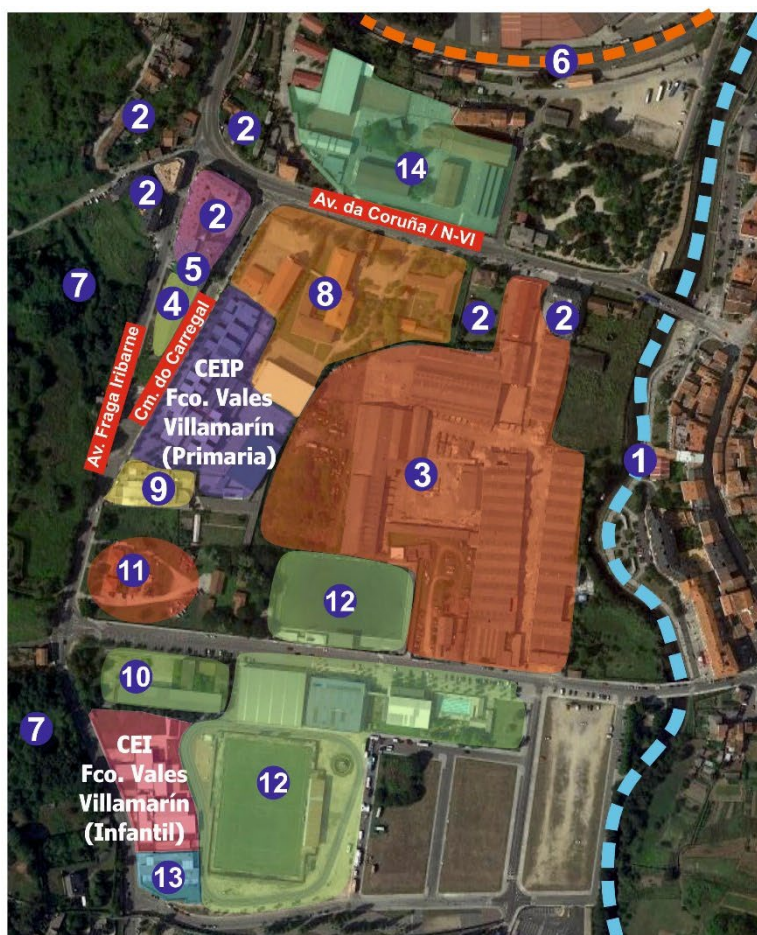 6
2
2
14
2
2
Av. da Coruña / N-VI
5
7
4
8
2
2
Av. Fraga Iribarne
Cm. do Carregal
CEIP
Fco. Vales
Villamarín
(Primaria)
3
1
9
11
12
10
7
CEI
Fco. Vales
Villamarín
(Infantil)
12
13